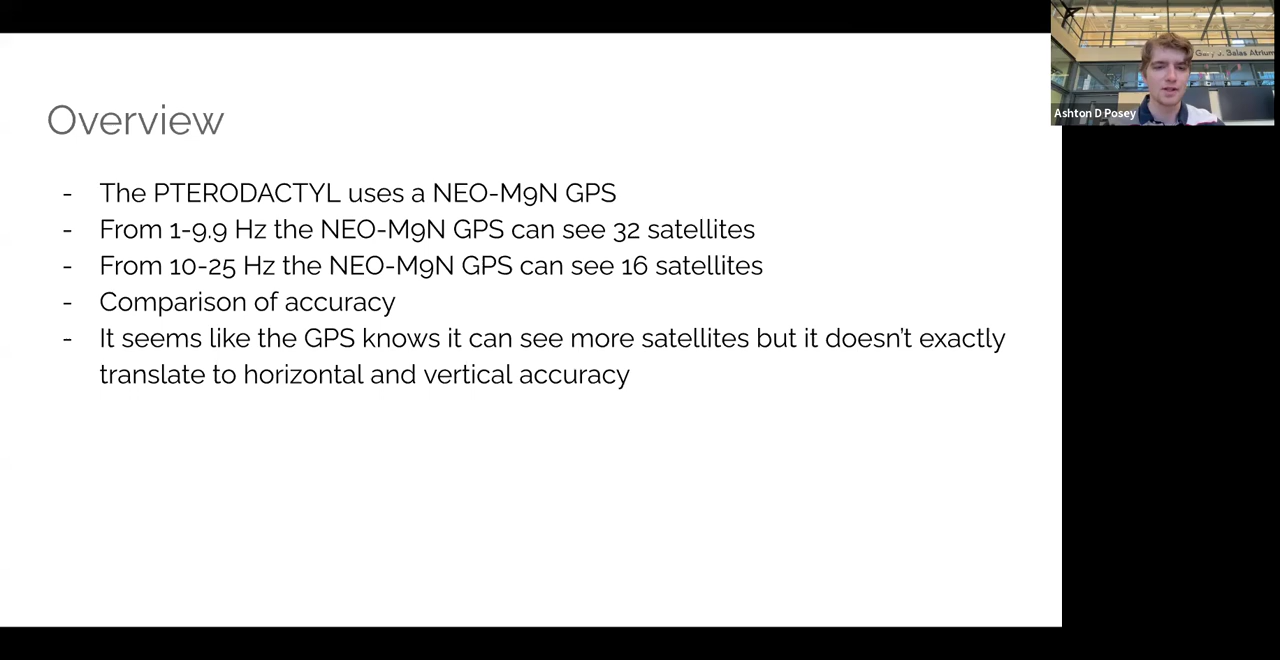 Overview
- The PTERODACTYL uses a NEO-M9N GPS
- From 1-9.9 Hz the NEO-M9N GPS can see 32 satellites
- From 10-25 Hz the NEO-M9N GPS can see 16 satellites
- Comparison of accuracy
- It seems like the GPS knows it can see more satellites but it doesn't exactly
translate to horizontal and vertical accuracy
Balas Atrium
Ashton D Posey